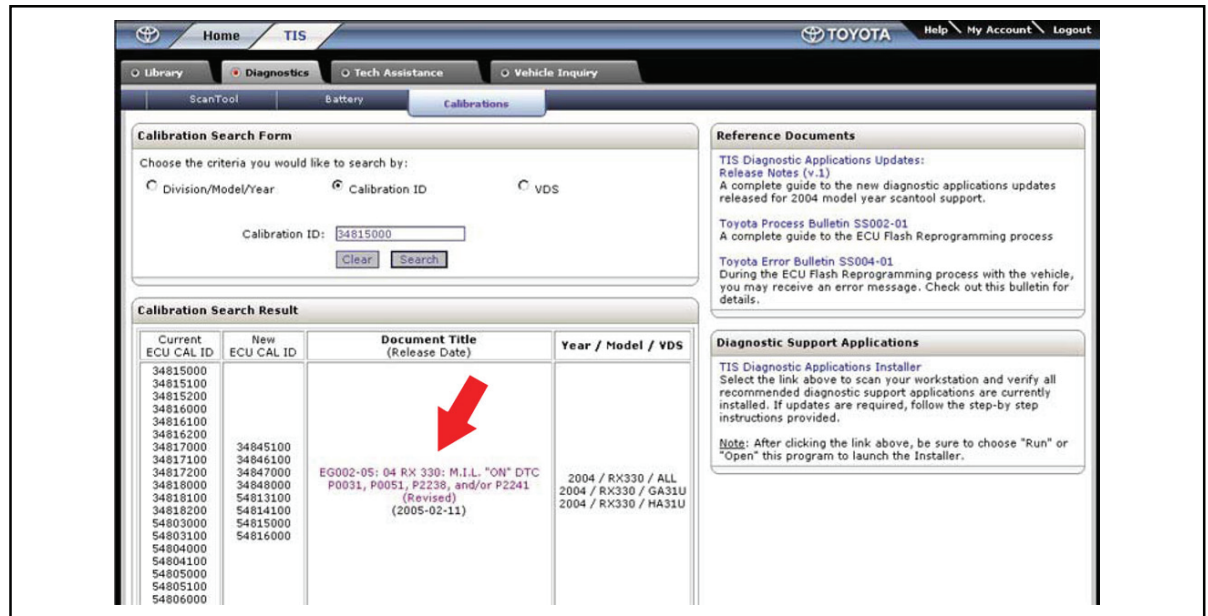 Home
TIS
TOYOTA
Help
My Account
Logout
Library
Diagnostics
Tech Assistance
Vehicle Inquiry
ScanTool
Battery
Calibrations
Calibration Search Form
Choose the criteria you would like to search by:
Division/Model/Year
Calibration ID
VDS
Calibration ID: 34815000
Clear
Search
Calibration Search Result
Current
ECU CAL ID
New
ECU CAL ID
Document Title
(Release Date)
Year / Model / VDS
34815000
34815100
34815200
34816000
34816100
34816200
34817000
34817100
34817200
34818000
34818100
34818200
54803000
54803100
54804000
54804100
54805000
54805100
54806000
34845100
34846100
34847000
34848000
54813100
54814100
54815000
54816000
EG002-05: 04 RX 330: M.I.L. "ON" DTC
P0031, P0051, P2238, and/or P2241
(Revised)
(2005-02-11)
2004 / RX330 / ALL
2004 / RX330 / GA31U
2004 / RX330 / HA31U
Reference Documents
TIS Diagnostic Applications Updates:
Release Notes (v.1)
A complete guide to the new diagnostic applications updates
released for 2004 model year scantool support.
Toyota Process Bulletin SS002-01
A complete guide to the ECU Flash Reprogramming process
Toyota Error Bulletin SS004-01
During the ECU Flash Reprogramming process with the vehicle,
you may receive an error message. Check out this bulletin for
details.
Diagnostic Support Applications
TIS Diagnostic Applications Installer
Select the link above to scan your workstation and verify all
recommended diagnostic support applications are currently
installed. If updates are required, follow the step-by step
instructions provided.
Note: After clicking the link above, be sure to choose "Run" or
"Open" this program to launch the Installer.